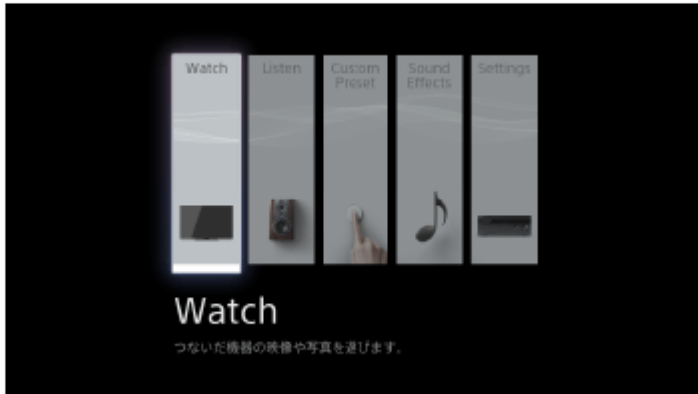 Watch
Listen
Custom
Preset
Sound
Effects
Settings
Watch
つないだ機器の映像や写真を選びます。